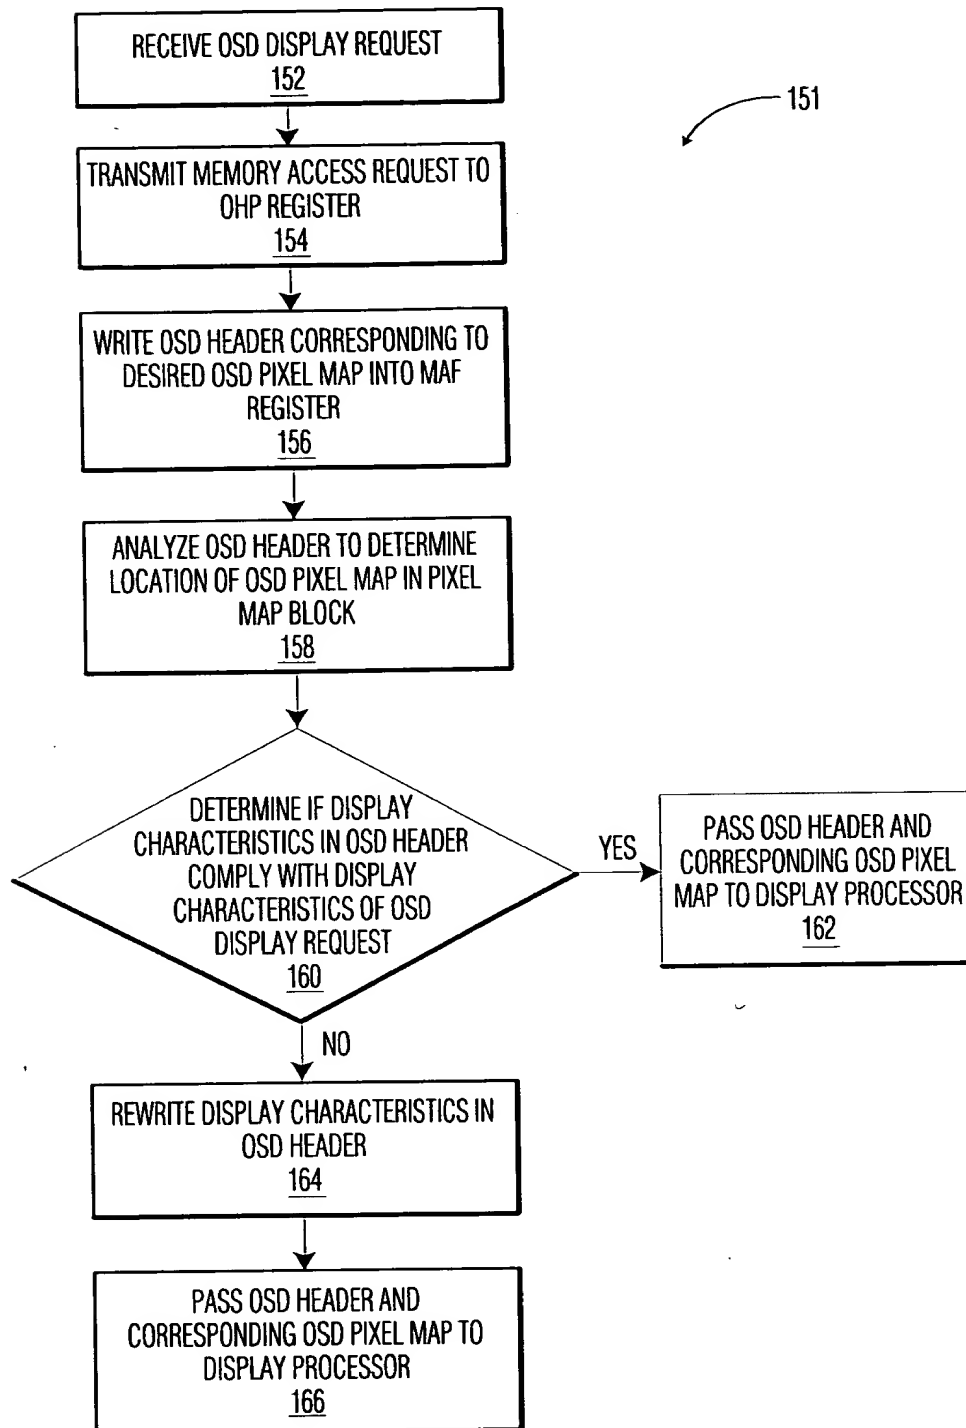 RECEIVE OSD DISPLAY REQUEST
152
151
TRANSMIT MEMORY ACCESS REQUEST TO
OHP REGISTER
154
WRITE OSD HEADER CORRESPONDING TO
DESIRED OSD PIXEL MAP INTO MAF
REGISTER
156
ANALYZE OSD HEADER TO DETERMINE
LOCATION OF OSD PIXEL MAP IN PIXEL
MAP BLOCK
158
DETERMINE IF DISPLAY
CHARACTERISTICS IN OSD HEADER
COMPLY WITH DISPLAY
CHARACTERISTICS OF OSD
DISPLAY REQUEST
160
YES
PASS OSD HEADER AND
CORRESPONDING OSD PIXEL
MAP TO DISPLAY PROCESSOR
162
NO
REWRITE DISPLAY CHARACTERISTICS IN
OSD HEADER
164
PASS OSD HEADER AND
CORRESPONDING OSD PIXEL MAP TO
DISPLAY PROCESSOR
166